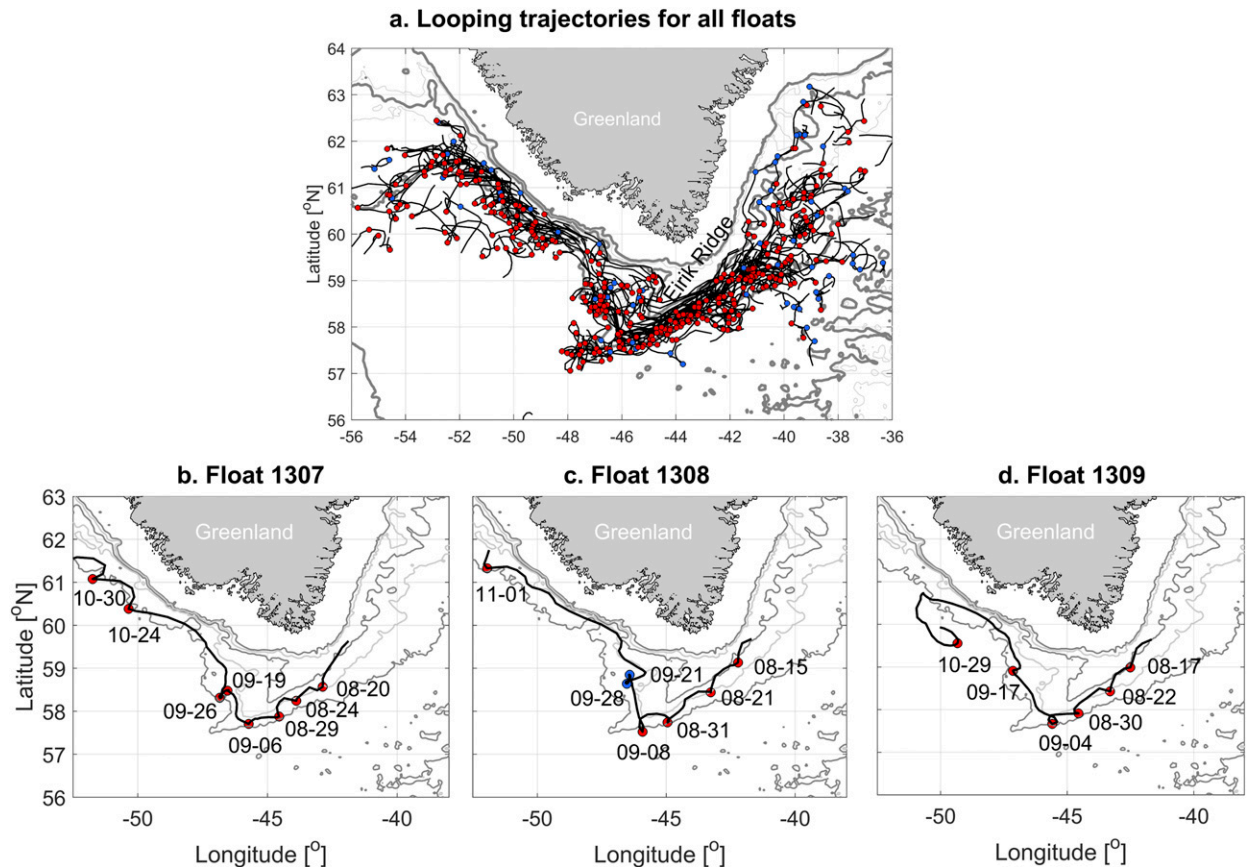 a. Looping trajectories for all floats
64
63
62
61
60
59
58
57
56
Latitude [°N]
Greenland
Eirik Ridge
-56 -54 -52 -50 -48 -46 -44 -42 -40 -38 -36
b. Float 1307 c. Float 1308 d. Float 1309
63
62
61
60
59
58
57
56
Latitude [°N]
Greenland
10-30
10-24
09-19
09-26
09-06
08-29
08-24
08-20
-50 -45 -40
Longitude [°]
Greenland
11-01
09-21
09-28
09-08
08-31
08-21
08-15
-50 -45 -40
Longitude [°]
Greenland
10-29
09-17
09-04
08-30
08-22
08-17
-50 -45 -40
Longitude [°]